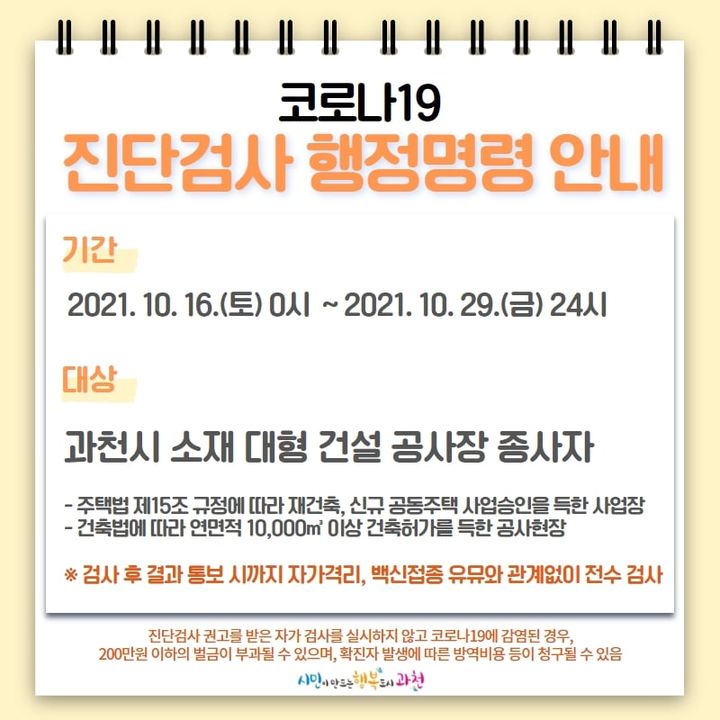 코로나19
진단검사 행정명령 안내
기간
2021. 10. 16.(토) 0시 ~ 2021. 10. 29.(금) 24시
대상
과천시 소재 대형 건설 공사장 종사자
- 주택법 제15조 규정에 따라 재건축, 신규 공동주택 사업승인을 득한 사업장
- 건축법에 따라 연면적 10,000㎡ 이상 건축허가를 득한 공사현장
※ 검사 후 결과 통보 시까지 자가격리, 백신접종 유뮤와 관계없이 전수 검사
진단검사 권고를 받은 자가 검사를 실시하지 않고 코로나19에 감염된 경우,
200만원 이하의 벌금이 부과될 수 있으며, 확진자 발생에 따른 방역비용 등이 청구될 수 있음
시민이 만드는 행복도시 과천